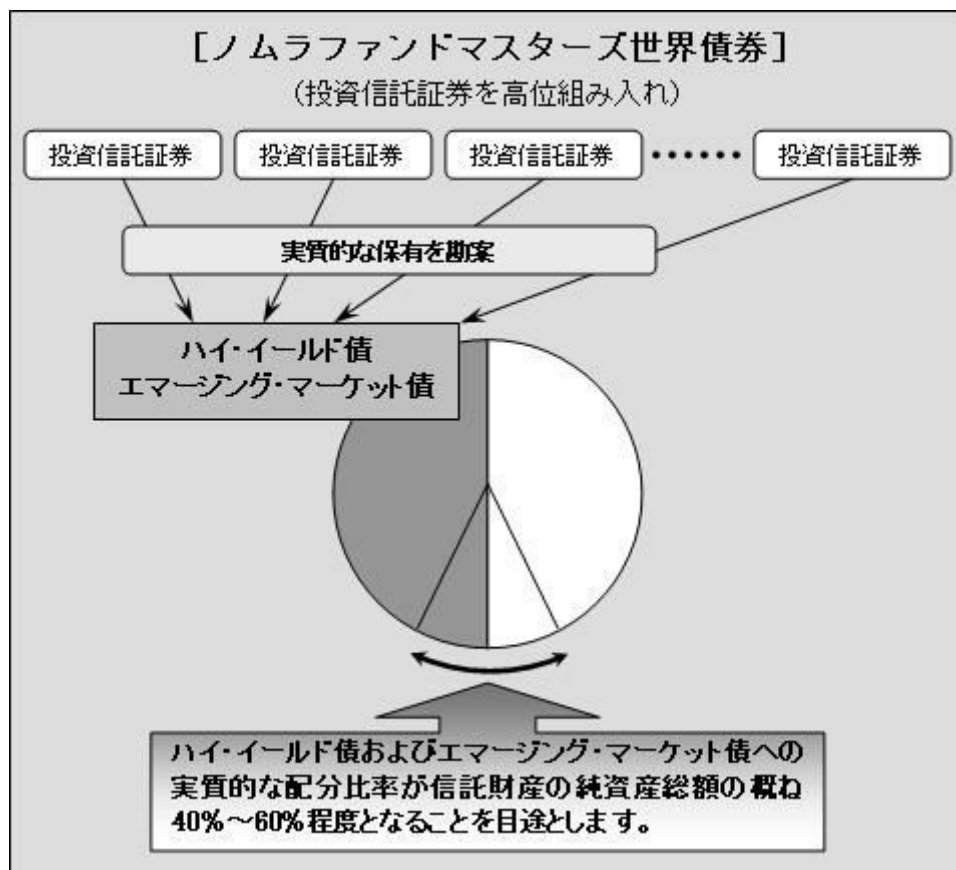 [ノムラファンドマスターズ世界債券]
(投資信託証券を高位組み入れ)
投資信託証券 投資信託証券 投資信託証券 ・・・・・・ 投資信託証券
実質的な保有を勘案
ハイ・イールド債
エマージング・マーケット債
ハイ・イールド債およびエマージング・マーケット債への
実質的な配分比率が信託財産の純資産総額の概ね
40%~60%程度となることを目途とします。